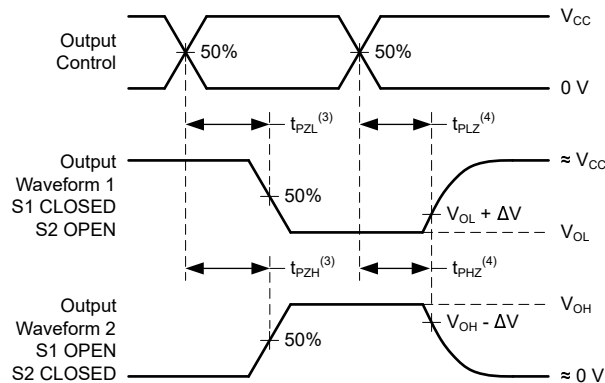 V_CC
Output
Control
50%
50%
0 V
t_PZL^(3)
t_PLZ^(4)
Output
Waveform 1
S1 CLOSED
S2 OPEN
≈ V_CC
50%
V_OL + ΔV
V_OL
t_PZH^(3)
t_PHZ^(4)
Output
Waveform 2
S1 OPEN
S2 CLOSED
V_OH
50%
V_OH - ΔV
≈ 0 V